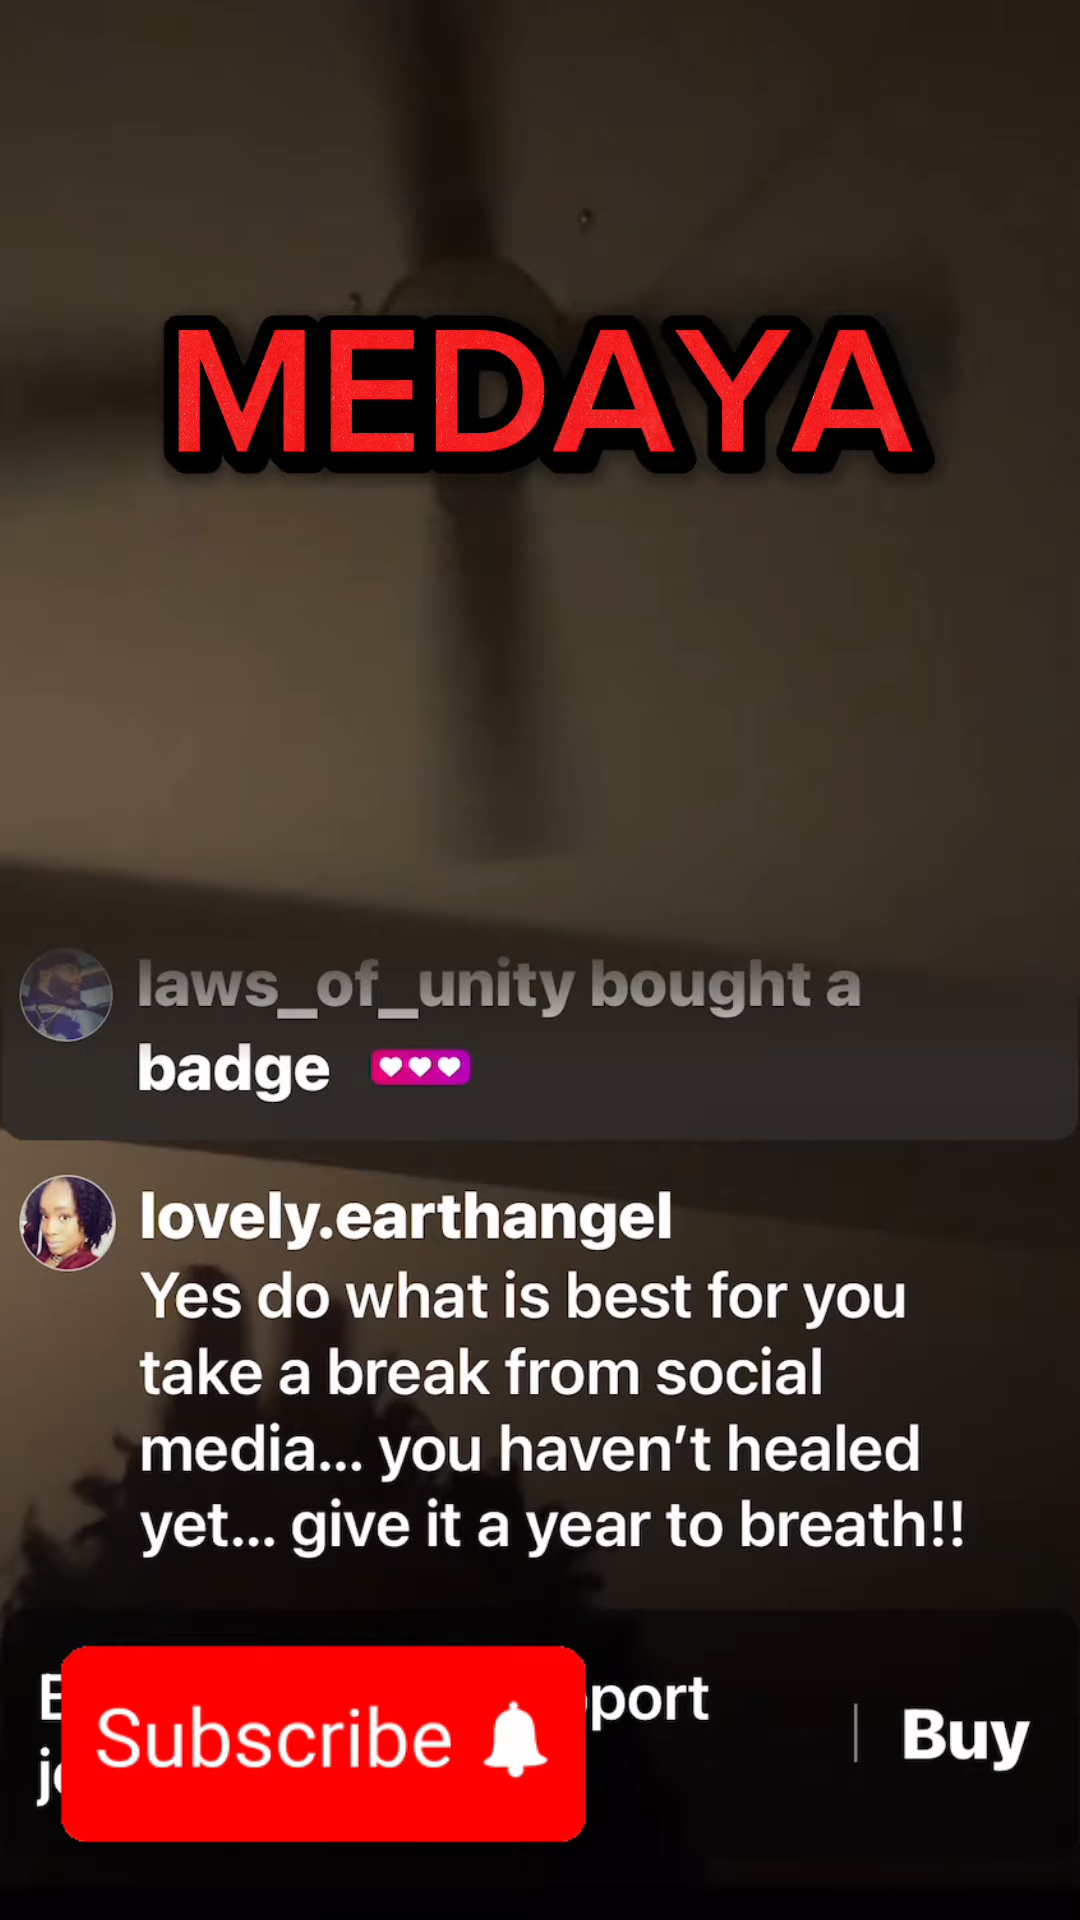 MEDAYA
laws_of_unity bought a
badge
lovely.earthangel
Yes do what is best for you
take a break from social
media... you haven’t healed
yet... give it a year to breath!!
Subscribe
Buy